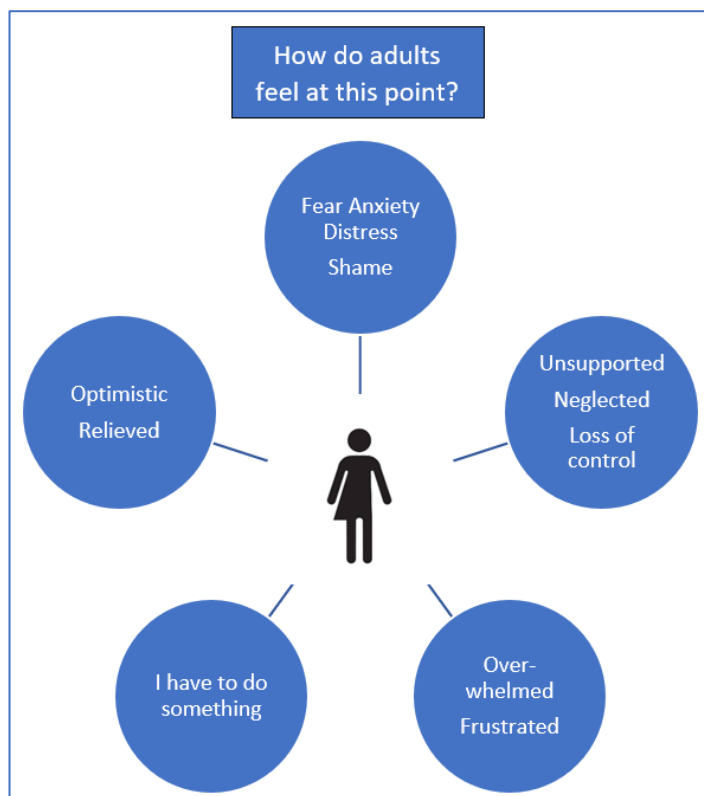 How do adults
feel at this point?
Fear Anxiety
Distress
Shame
Unsupported
Neglected
Loss of
control
Over-
whelmed
Frustrated
I have to do
something
Optimistic
Relieved